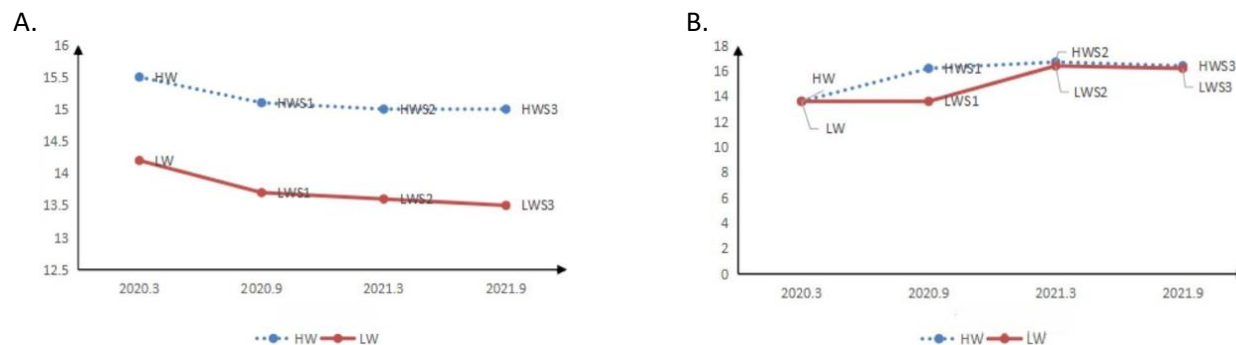 A.
16
15.5
15
14.5
14
13.5
13
12.5
HW
HWS1
HWS2
HWS3
LW
LWS1
LWS2
LWS3
2020.3 2020.9 2021.3 2021.9
HW LW
B.
18
16
14
12
10
8
6
4
2
0
HW
HWS1
HWS2
HWS3
LW
LWS1
LWS2
LWS3
2020.3 2020.9 2021.3 2021.9
HW LW